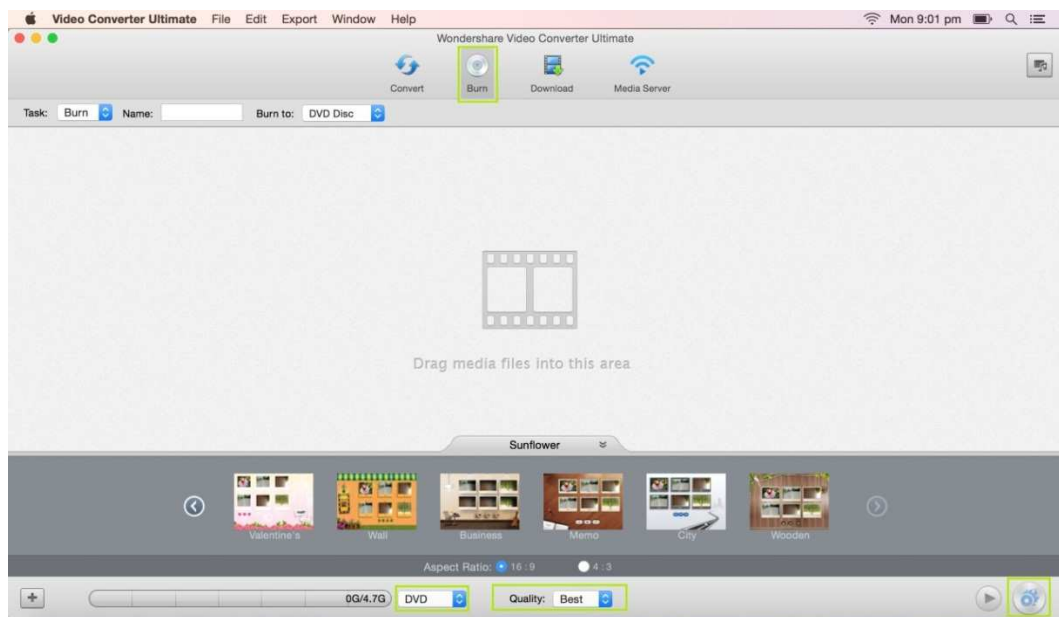 Video Converter Ultimate File Edit Export Window Help Mon 9:01 pm
Wondershare Video Converter Ultimate
Convert Burn Download Media Server
Task: Burn Name: Burn to: DVD Disc
Drag media files into this area
Sunflower
Valentine's Wall Business Memo City Wooden
Aspect Ratio: 16:9 4:3
0G/4.7G DVD Quality: Best